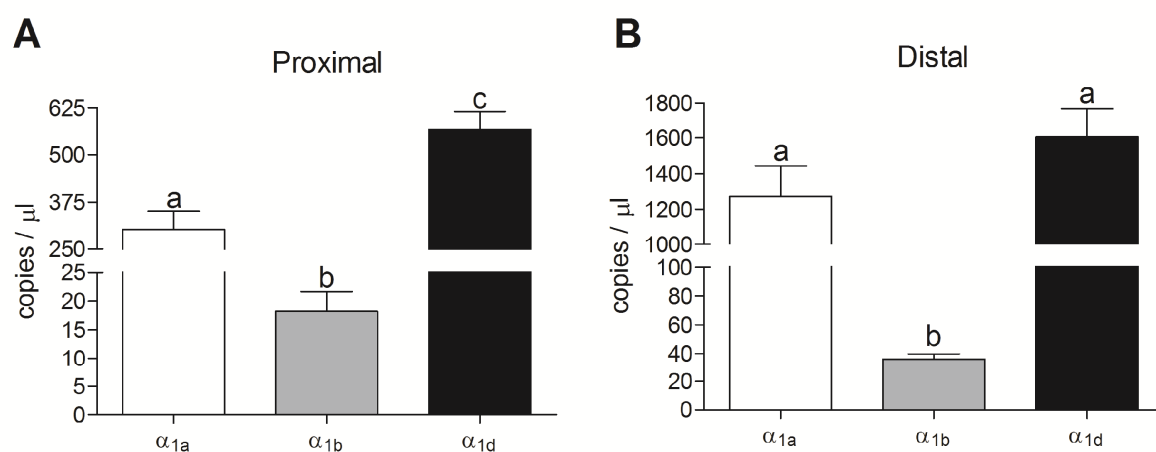 A
Proximal
copies / μl
625
500
375
250
25
20
15
10
5
0
a
b
c
α1a
α1b
α1d
B
Distal
copies / μl
1800
1600
1400
1200
1000
100
80
60
40
20
0
a
b
a
α1a
α1b
α1d